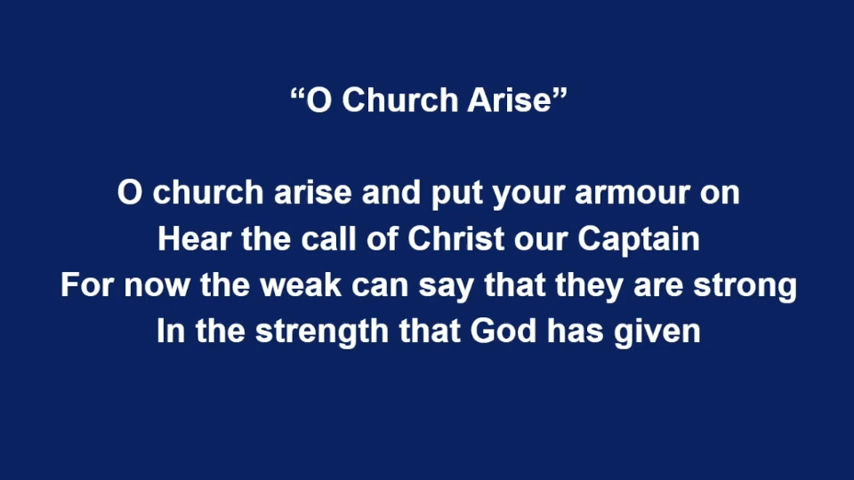 “O Church Arise”
O church arise and put your armour on
Hear the call of Christ our Captain
For now the weak can say that they are strong
In the strength that God has given